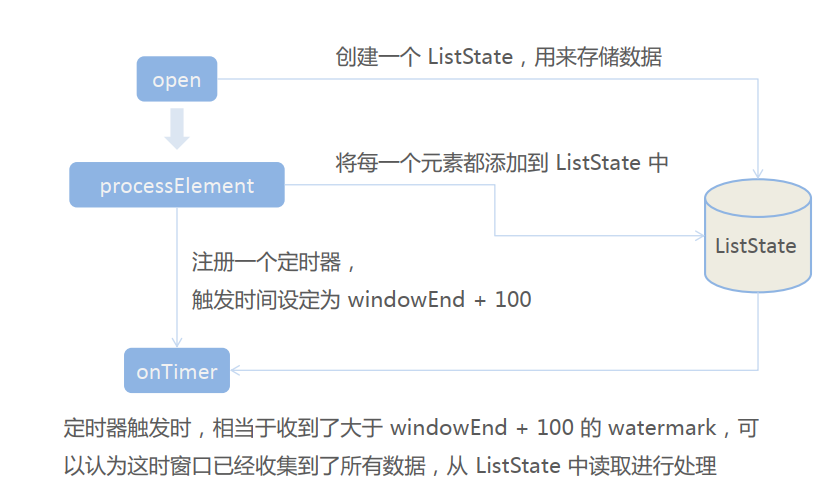 创建一个 ListState，用来存储数据
open
将每一个元素都添加到 ListState 中
processElement
ListState
注册一个定时器，
触发时间设定为 windowEnd + 100
onTimer
定时器触发时，相当于收到了大于 windowEnd + 100 的 watermark，可
以认为这时窗口已经收集到了所有数据，从 ListState 中读取进行处理